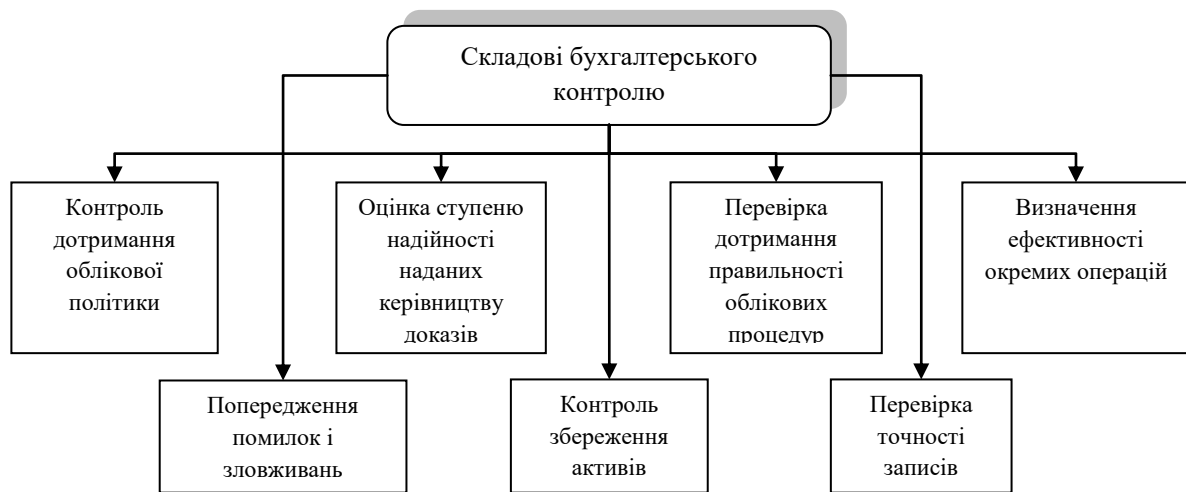 Складові бухгалтерського
контролю
Контроль
дотримання
облікової
політики
Оцінка ступеню
надійності
наданих
керівництву
доказів
Перевірка
дотримання
правильності
облікових
процедур
Визначення
ефективності
окремих операцій
Попередження
помилок і
зловживань
Контроль
збереження
активів
Перевірка
точності
записів